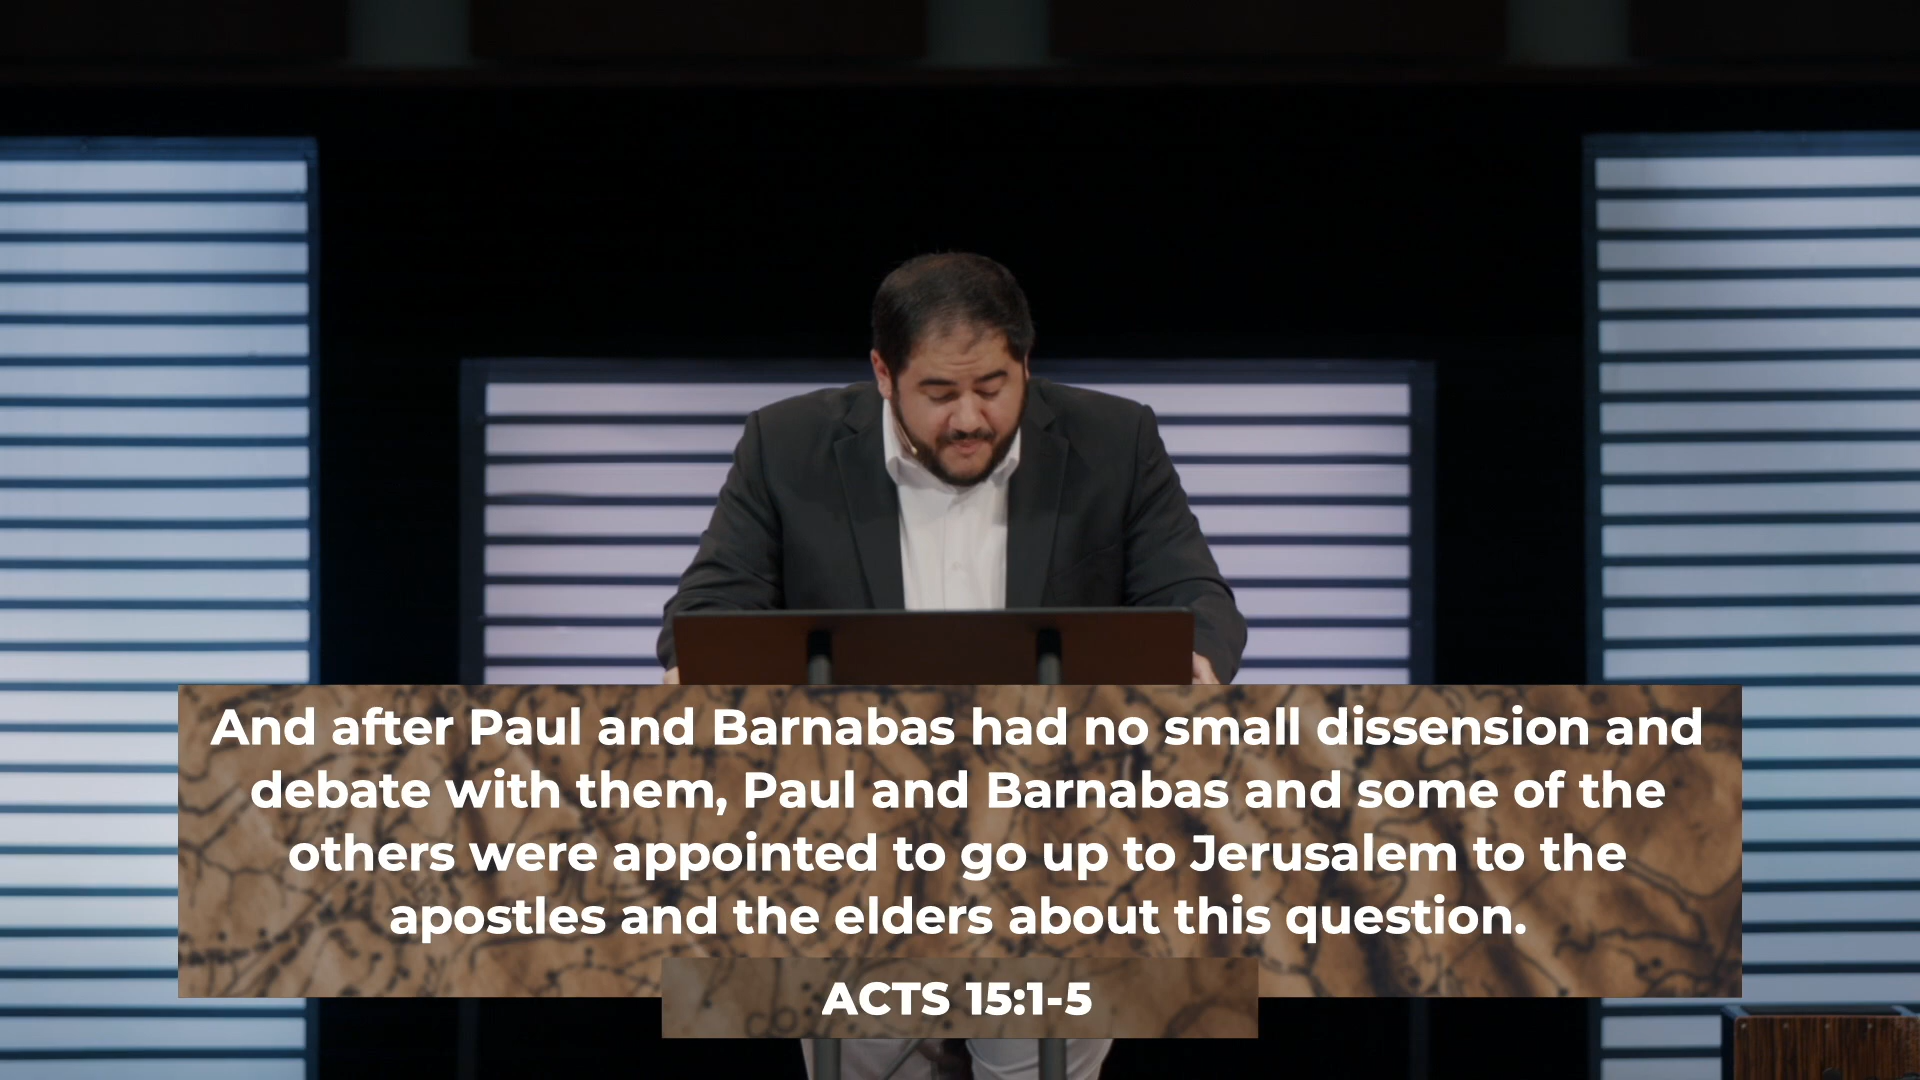 And after Paul and Barnabas had no small dissension and
debate with them, Paul and Barnabas and some of the
others were appointed to go up to Jerusalem to the
apostles and the elders about this question.
ACTS 15:1-5